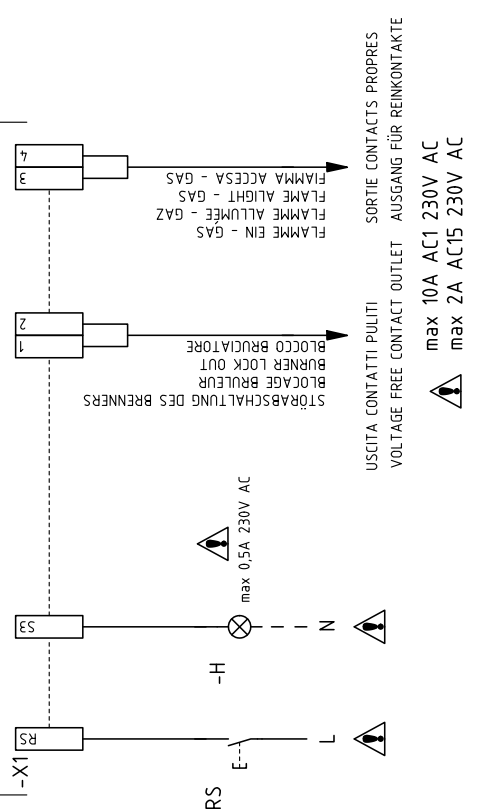 -X1
RS
RS
L
S3
-H
N
max 0,5A 230V AC
1
2
BLOCCO BRUCIATORE
BURNER LOCK OUT
BLOCAGE BRULEUR
STÖRABSCHALTUNG DES BRENNERS
3
4
FIAMMA ACCESA - GAS
FLAME ALIGHT - GAS
FLAMME ALLUMÉE - GAZ
FLAMME EIN - GAS
USCITA CONTATTI PULITI
SORTIE CONTACTS PROPRES
VOLTAGE FREE CONTACT OUTLET
AUSGANG FÜR REINKONTAKTE
max 10A AC1 230V AC
max 2A AC15 230V AC